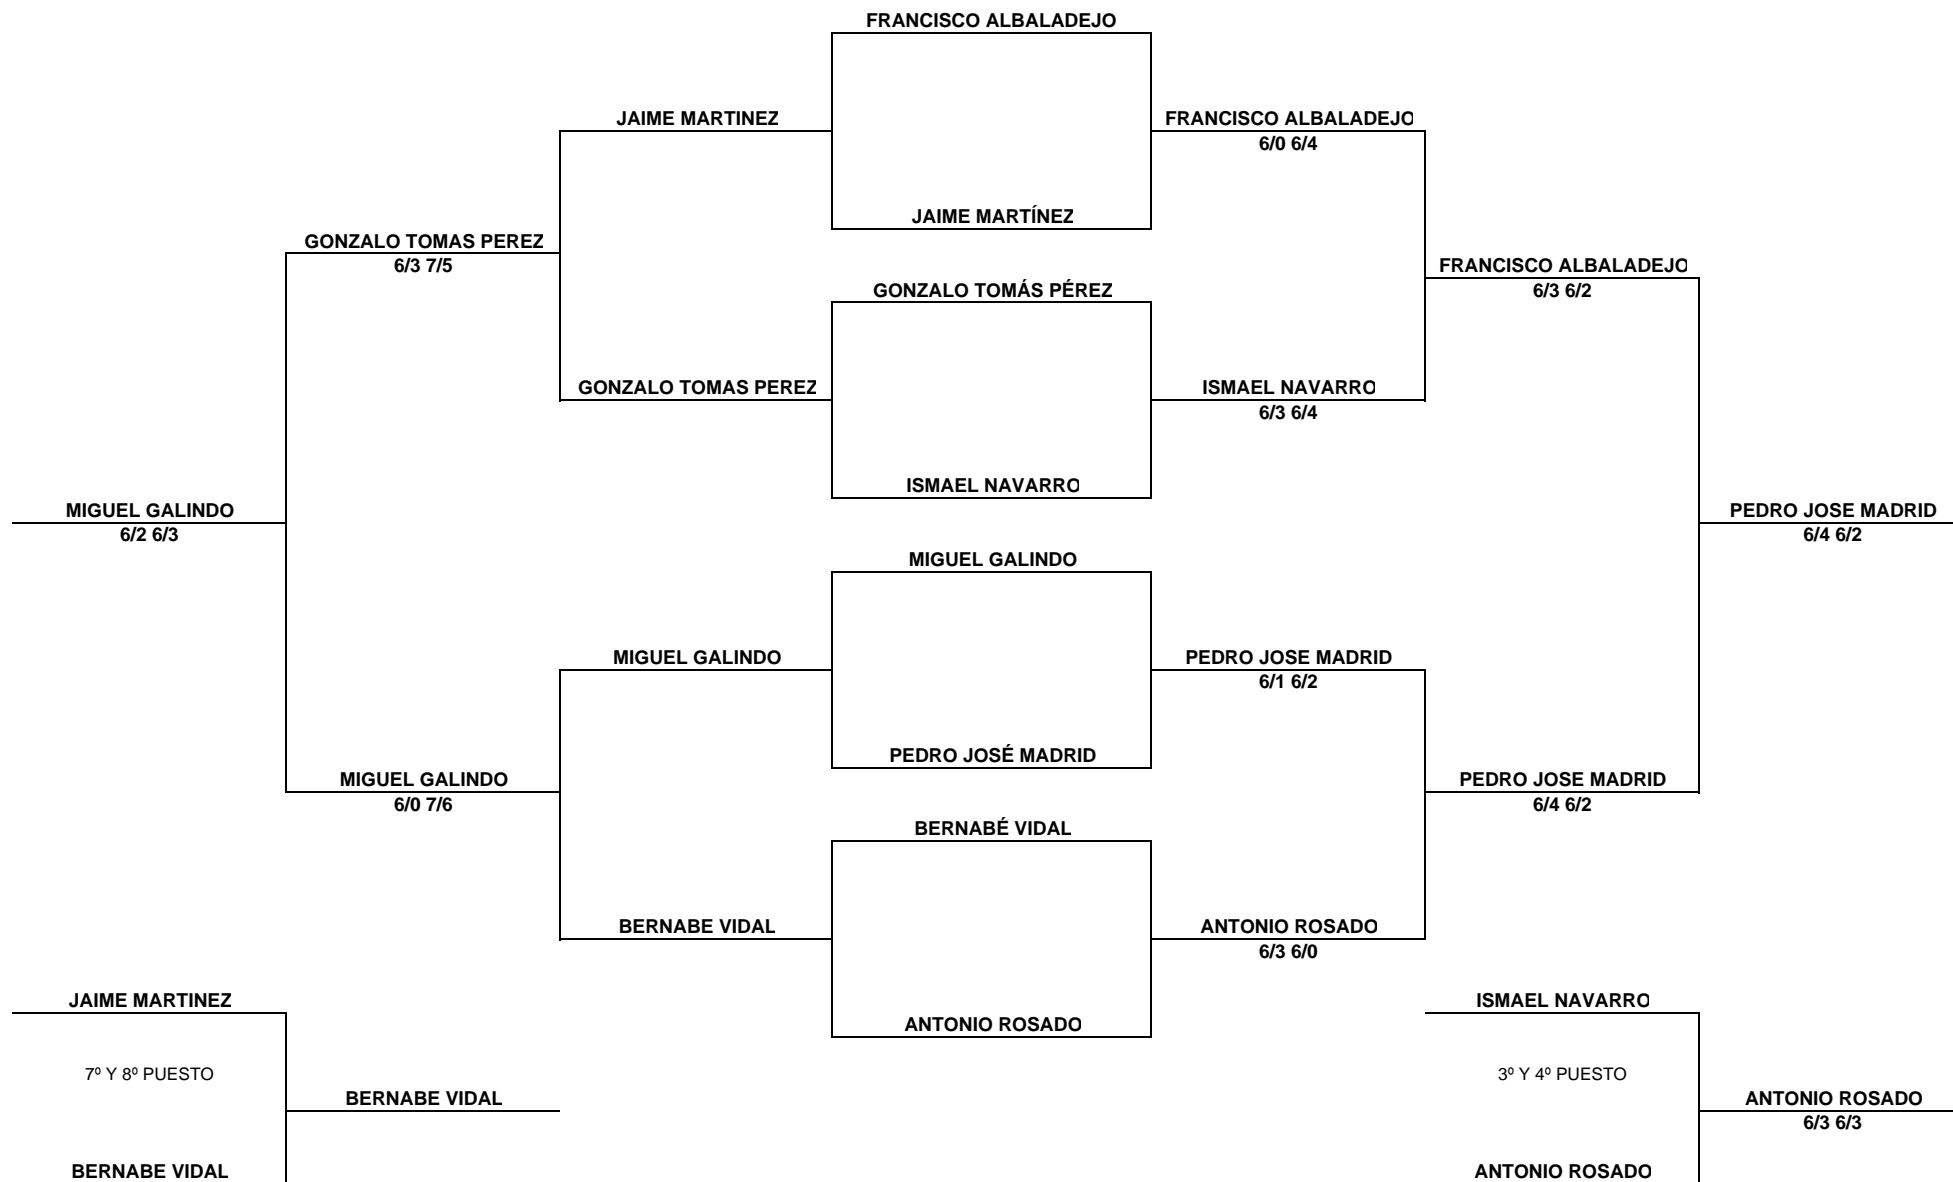 FRANCISCO ALBALADEJO
JAIME MARTINEZ
FRANCISCO ALBALADEJO
6/0 6/4
JAIME MARTÍNEZ
GONZALO TOMAS PEREZ
6/3 7/5
FRANCISCO ALBALADEJO
6/3 6/2
GONZALO TOMÁS PÉREZ
GONZALO TOMAS PEREZ
ISMAEL NAVARRO
6/3 6/4
ISMAEL NAVARRO
MIGUEL GALINDO
6/2 6/3
PEDRO JOSE MADRID
6/4 6/2
MIGUEL GALINDO
MIGUEL GALINDO
PEDRO JOSE MADRID
6/1 6/2
PEDRO JOSÉ MADRID
MIGUEL GALINDO
6/0 7/6
PEDRO JOSE MADRID
6/4 6/2
BERNABÉ VIDAL
BERNABE VIDAL
ANTONIO ROSADO
6/3 6/0
JAIME MARTINEZ
ISMAEL NAVARRO
ANTONIO ROSADO
7º Y 8º PUESTO
3º Y 4º PUESTO
BERNABE VIDAL
ANTONIO ROSADO
6/3 6/3
BERNABE VIDAL
ANTONIO ROSADO